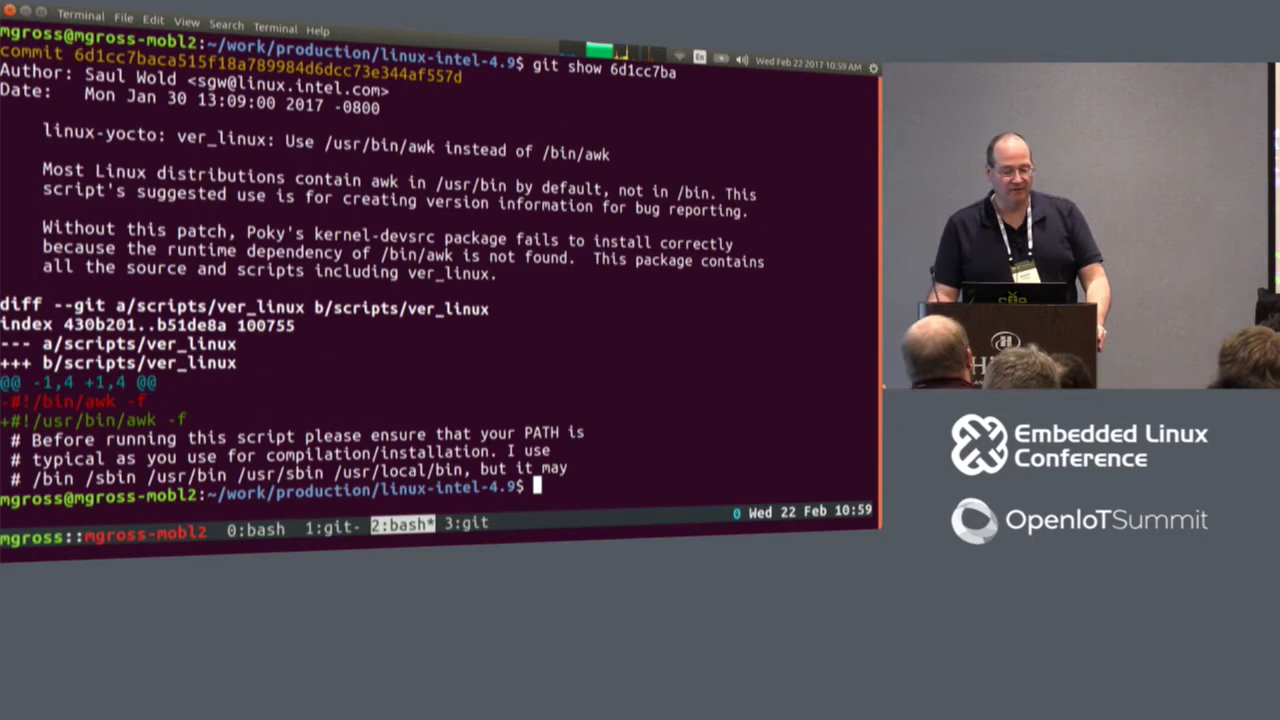 Terminal File Edit View Search Terminal Help
En Wed Feb 22 2017 10:59 AM
mgross@mgross-mobl2:~/work/production/linux-intel-4.9$ git show 6d1cc7ba
commit 6d1cc7baca515f18a789984d6dcc73e344af557d
Author: Saul Wold <sgw@linux.intel.com>
Date:   Mon Jan 30 13:09:00 2017 -0800
linux-yocto: ver_linux: Use /usr/bin/awk instead of /bin/awk
Most Linux distributions contain awk in /usr/bin by default, not in /bin. This
script's suggested use is for creating version information for bug reporting.
Without this patch, Poky's kernel-devsrc package fails to install correctly
because the runtime dependency of /bin/awk is not found.  This package contains
all the source and scripts including ver_linux.
diff --git a/scripts/ver_linux b/scripts/ver_linux
index 430b201..b51de8a 100755
--- a/scripts/ver_linux
+++ b/scripts/ver_linux
@@ -1,4 +1,4 @@
-#!/bin/awk -f
+#!/usr/bin/awk -f
# Before running this script please ensure that your PATH is
# typical as you use for compilation/installation. I use
# /bin /sbin /usr/bin /usr/sbin /usr/local/bin, but it may
mgross@mgross-mobl2:~/work/production/linux-intel-4.9$
mgross::mgross-mobl2 0:bash 1:git- 2:bash* 3:git
0 Wed 22 Feb 10:59
Embedded Linux
Conference
OpenIoTSummit